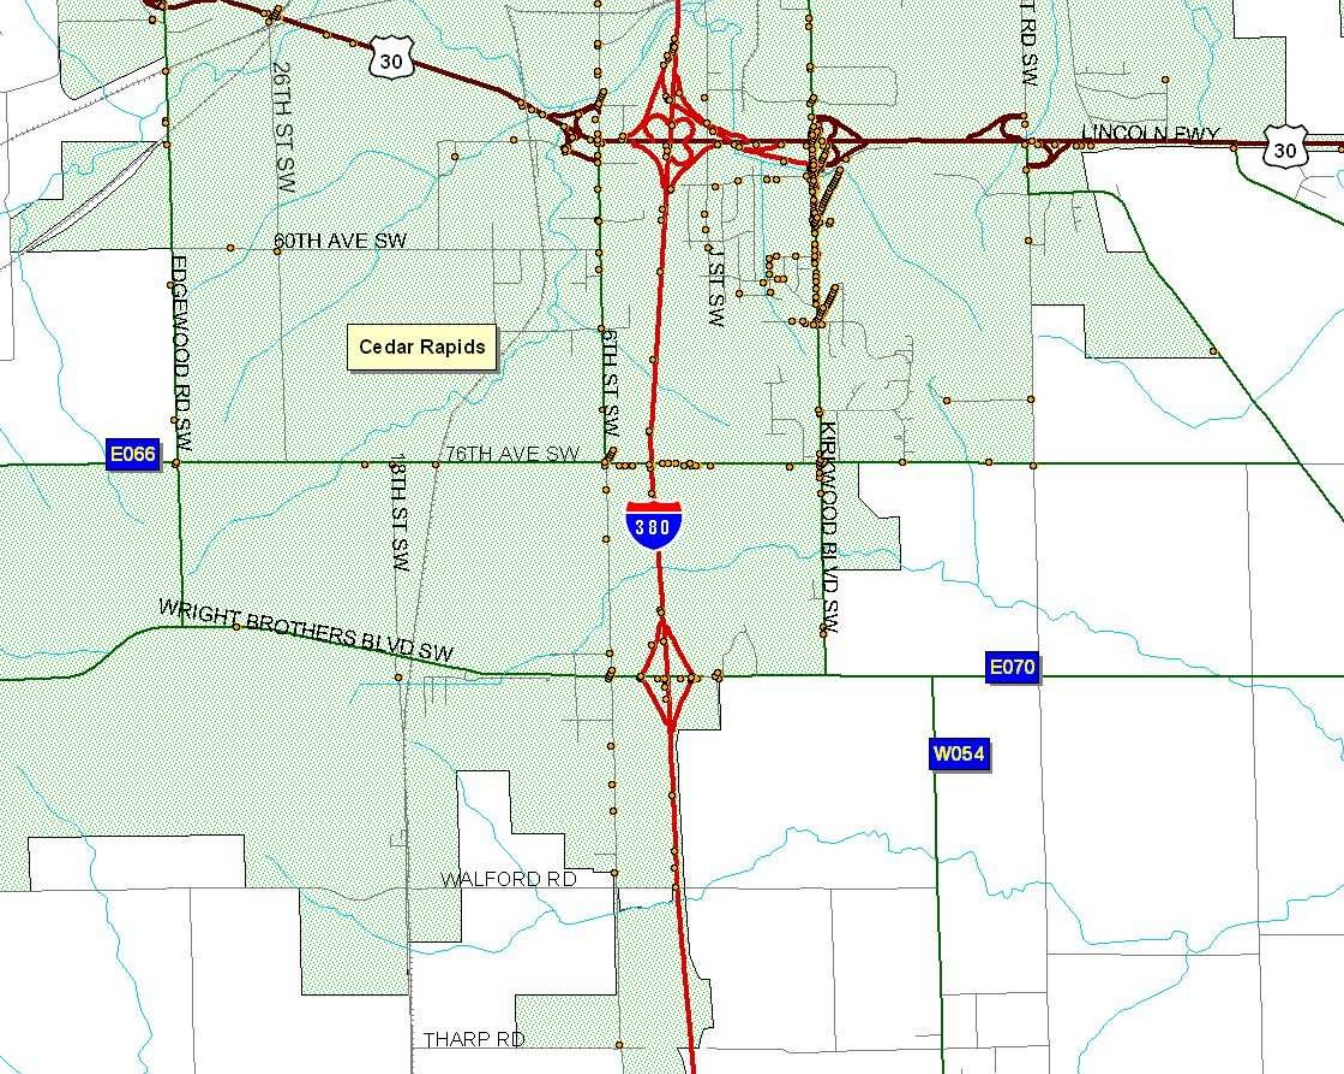 T RD SW
30
26TH ST SW
LINCOLN FWY
30
60TH AVE SW
EDGEWOOD RD SW
J ST SW
Cedar Rapids
6TH ST SW
E066
76TH AVE SW
18TH ST SW
KIRKWOOD BLVD SW
380
WRIGHT BROTHERS BLVD SW
E070
W054
WALFORD RD
THARP RD